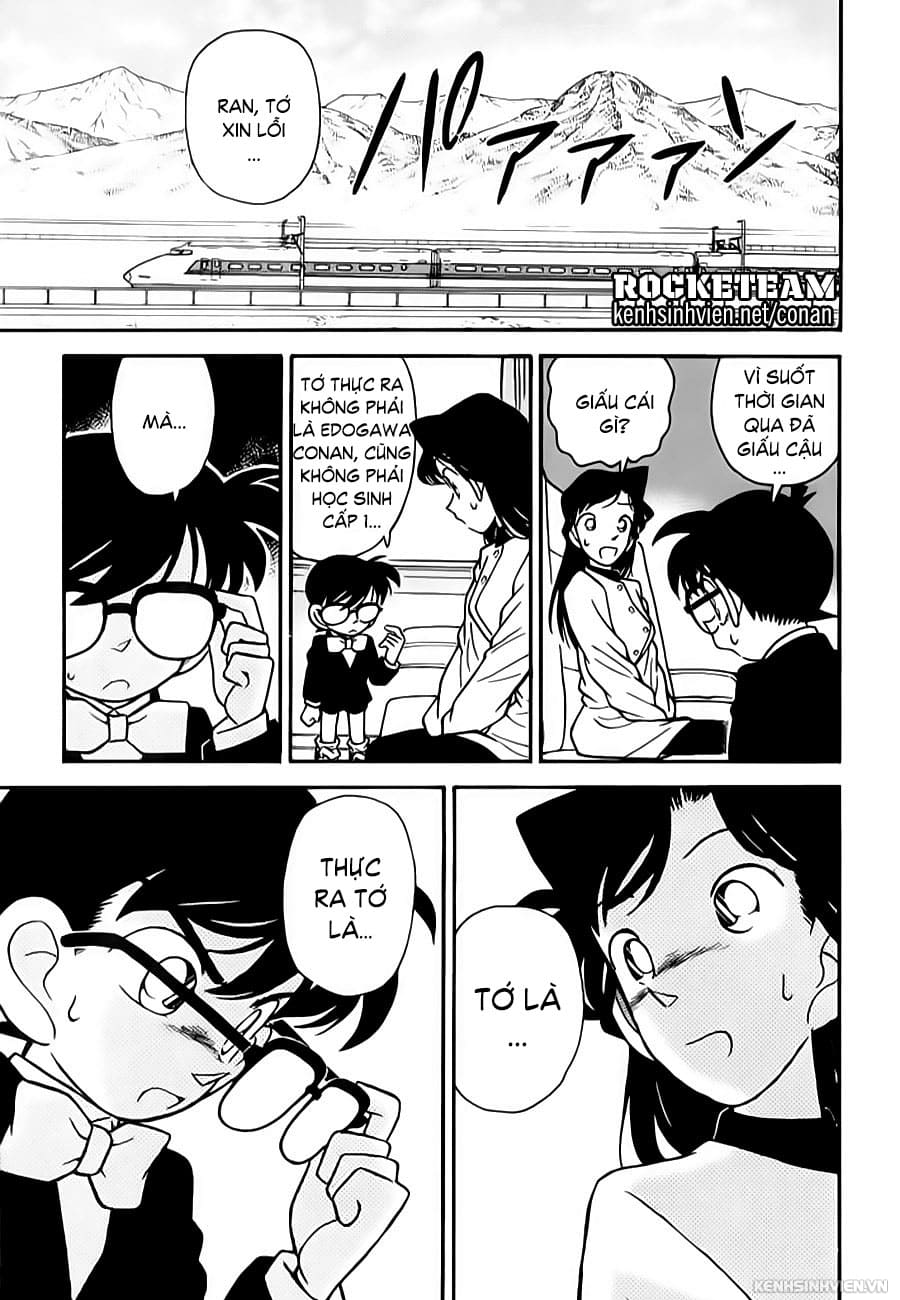 RAN, TỚ
XIN LỖI
...
パァァァン
ROCKETEAM
kenhsinhvien.net/conan
VÌ SUỐT
THỜI GIAN
QUA ĐÃ
GIẤU CẬU
...
GIẤU CÁI
GÌ?
TỚ THỰC RA
KHÔNG PHẢI
LÀ EDOGAWA
CONAN, CŨNG
KHÔNG PHẢI
HỌC SINH
CẤP 1...
MÀ...
TỚ LÀ
...
THỰC
RA TỚ
LÀ...
KENHSINHVIEN.VN